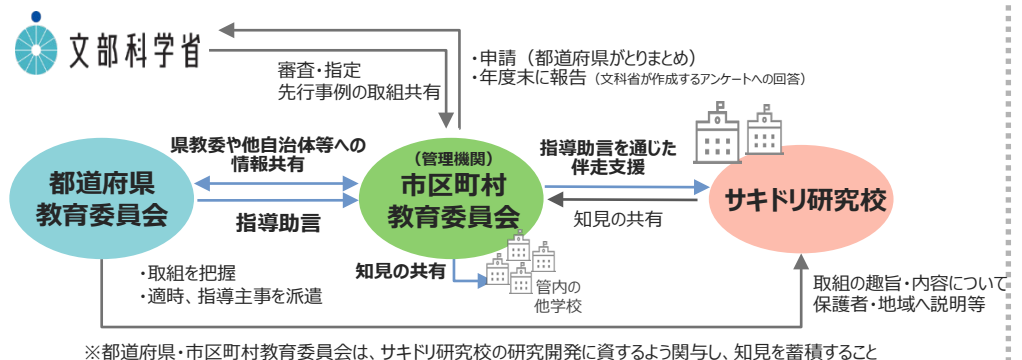 文部科学省
審査・指定
先行事例の取組共有
・申請（都道府県がとりまとめ）
・年度末に報告（文科省が作成するアンケートへの回答）
県教委や他自治体等への
情報共有
指導助言
都道府県
教育委員会
（管理機関）
市区町村
教育委員会
指導助言を通じた
伴走支援
知見の共有
サキドリ研究校
知見の共有
管内の
他学校
・取組を把握
・適時、指導主事を派遣
取組の趣旨・内容について
保護者・地域へ説明等
※都道府県・市区町村教育委員会は、サキドリ研究校の研究開発に資するよう関与し、知見を蓄積すること